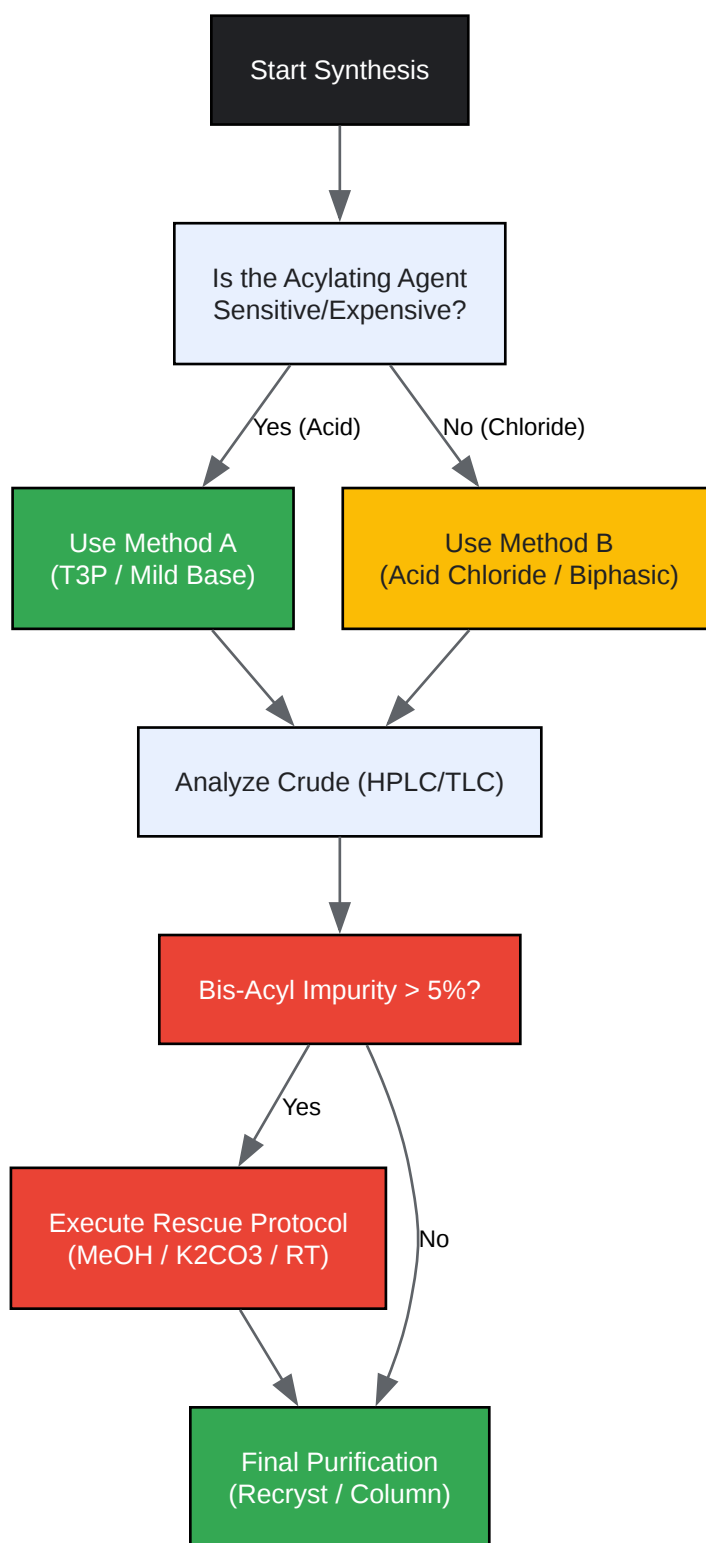 Start Synthesis
Is the Acylating Agent
Sensitive/Expensive?
Yes (Acid)
No (Chloride)
Use Method A
(T3P / Mild Base)
Use Method B
(Acid Chloride / Biphasic)
Analyze Crude (HPLC/TLC)
Bis-Acyl Impurity > 5%?
Yes
Execute Rescue Protocol
(MeOH / K2CO3 / RT)
No
Final Purification
(Recryst / Column)